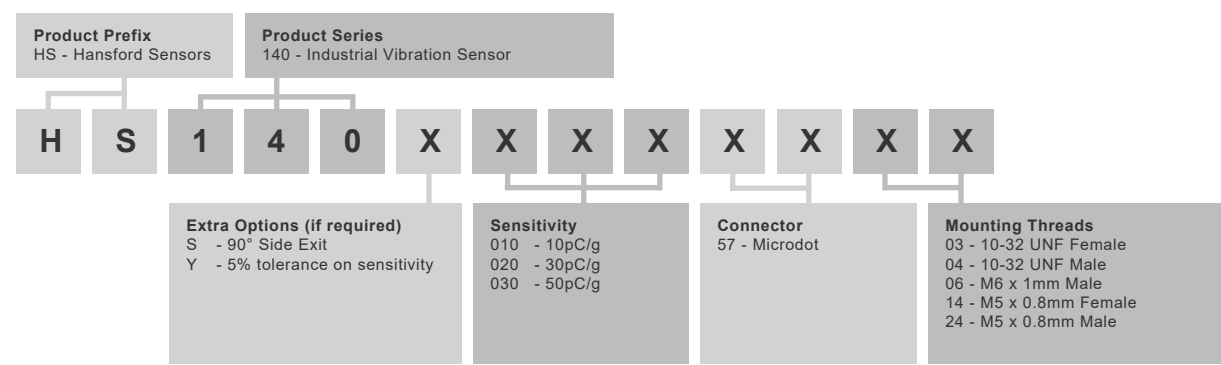 Product Prefix
HS - Hansford Sensors
Product Series
140 - Industrial Vibration Sensor
H S 1 4 0 X X X X X X X X
Extra Options (if required)
S - 90° Side Exit
Y - 5% tolerance on sensitivity
Sensitivity
010 - 10pC/g
020 - 30pC/g
030 - 50pC/g
Connector
57 - Microdot
Mounting Threads
03 - 10-32 UNF Female
04 - 10-32 UNF Male
06 - M6 x 1mm Male
14 - M5 x 0.8mm Female
24 - M5 x 0.8mm Male